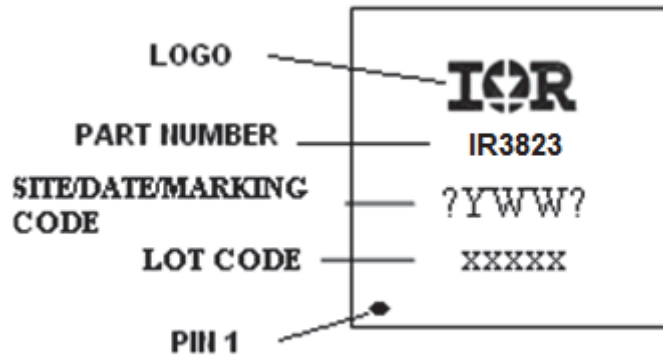 LOGO
IOR
PART NUMBER
IR3823
SITE/DATE/MARKING
CODE
?YWW?
LOT CODE
xxxxx
PIN 1